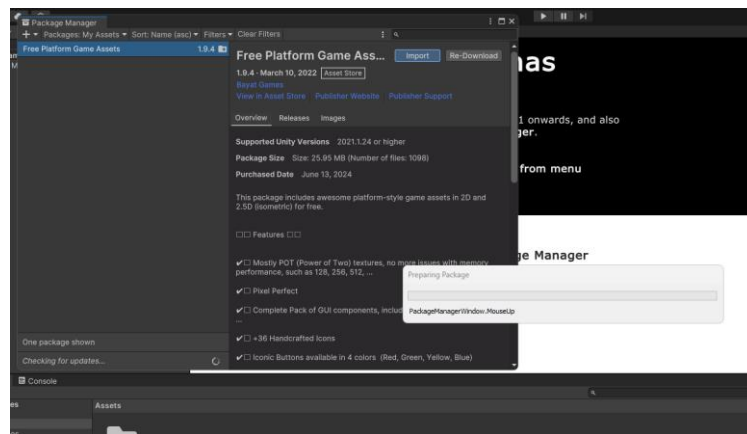 Package Manager
Packages: My Assets Sort: Name (asc) Filters Clear Filters
Free Platform Game Assets 1.9.4
Free Platform Game Ass... Import Re-Download
1.9.4 · March 10, 2022 Asset Store
Bayat Games
View in Asset Store Publisher Website Publisher Support
Overview Releases Images
Supported Unity Versions 2021.1.24 or higher
Package Size Size: 25.95 MB (Number of files: 1098)
Purchased Date June 13, 2024
This package includes awesome platform-style game assets in 2D and
2.5D (isometric) for free.
□□ Features □□
✔□ Mostly POT (Power of Two) textures, no more issues with memory
performance, such as 128, 256, 512, ...
✔□ Pixel Perfect
✔□ Complete Pack of GUI components, includ
...
✔□ +36 Handcrafted Icons
✔□ Iconic Buttons available in 4 colors (Red, Green, Yellow, Blue)
One package shown
Checking for updates...
nas
1 onwards, and also
ger.
from menu
ge Manager
Preparing Package
PackageManagerWindow.MouseUp
Console
Assets